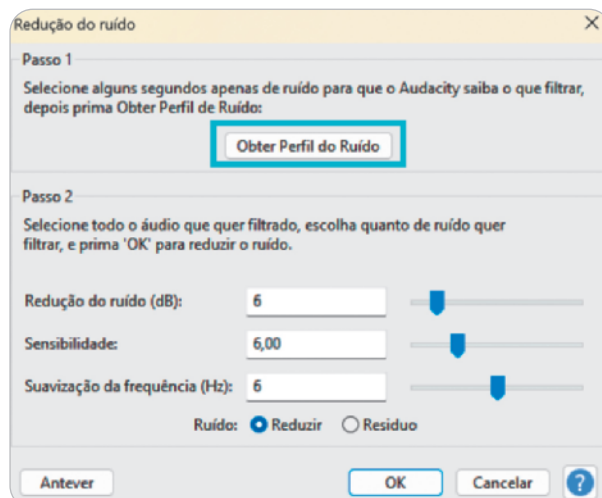 Redução do ruído
Passo 1
Selecione alguns segundos apenas de ruído para que o Audacity saiba o que filtrar,
depois prima Obter Perfil de Ruído:
Obter Perfil do Ruído
Passo 2
Selecione todo o áudio que quer filtrado, escolha quanto de ruído quer
filtrar, e prima 'OK' para reduzir o ruído.
Redução do ruído (dB): 6
Sensibilidade: 6,00
Suavização da frequência (Hz): 6
Ruído: Reduzir Residuo
Antever OK Cancelar ?